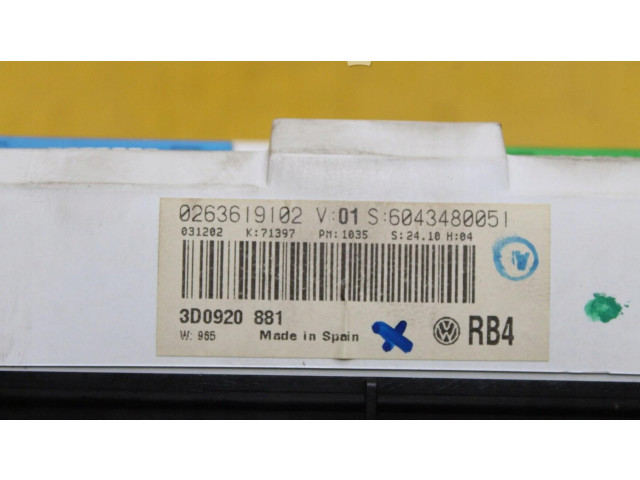 0263619102 V:01 S:6043480051
031202 K:71397 PM:1035 S:24.10 H:04
3D0920 881
W: 965 Made in Spain RB4